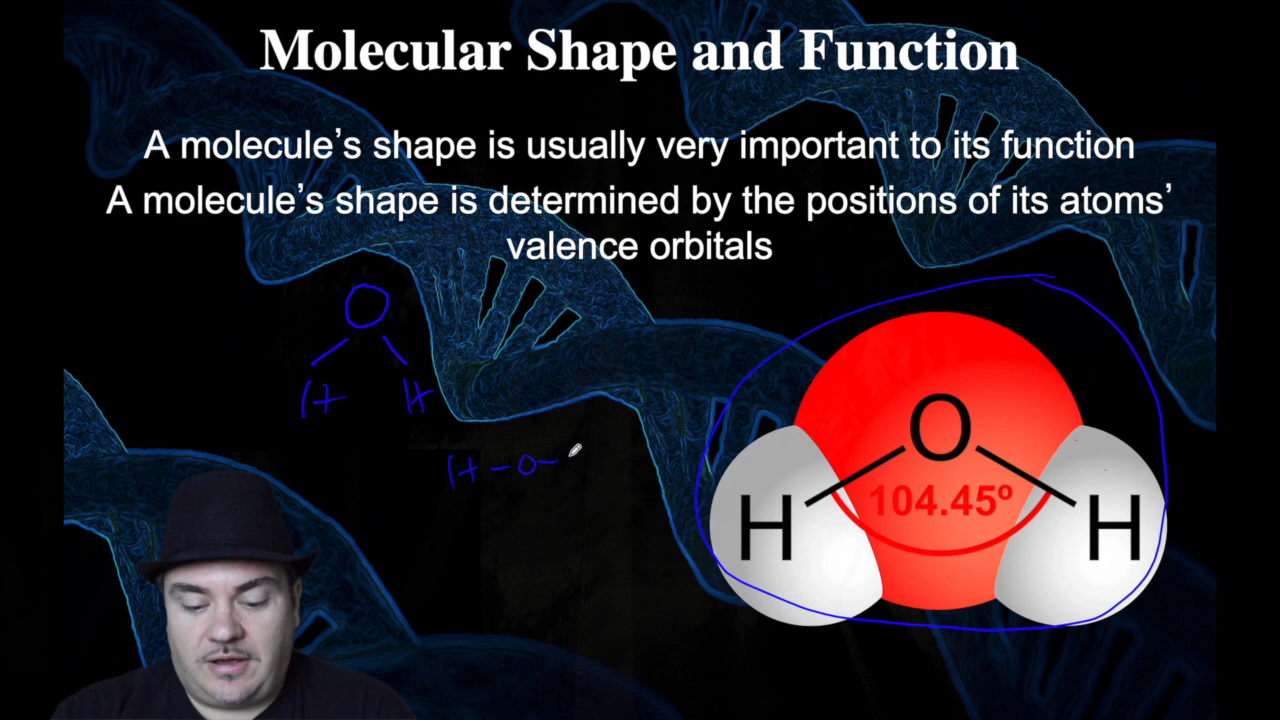 Molecular Shape and Function
A molecule’s shape is usually very important to its function
A molecule’s shape is determined by the positions of its atoms’
valence orbitals
O
H H
H-O-
O
104.45º
H H